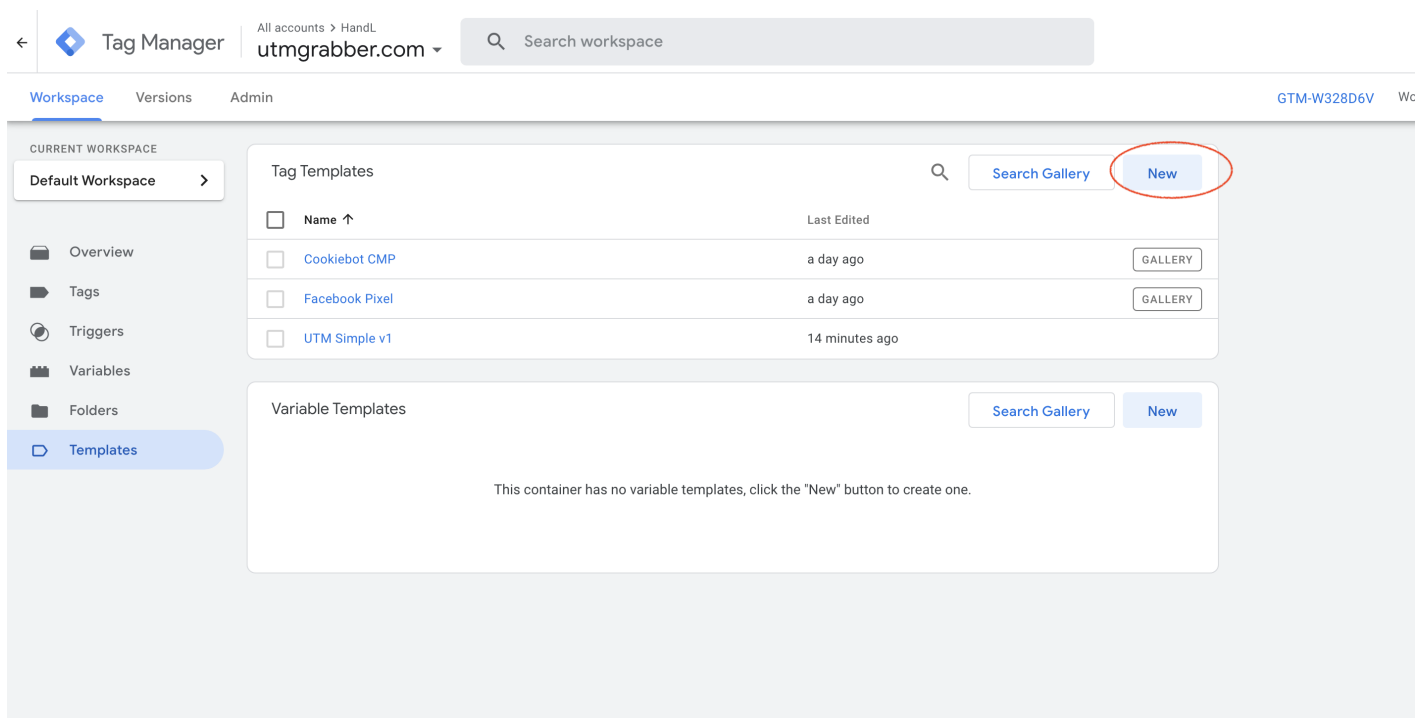 All accounts > HandL
Tag Manager utmgrabber.com
Search workspace
Workspace Versions Admin GTM-W328D6V
CURRENT WORKSPACE
Default Workspace
Overview
Tags
Triggers
Variables
Folders
Templates
Tag Templates Search Gallery New
Name Last Edited
Cookiebot CMP a day ago GALLERY
Facebook Pixel a day ago GALLERY
UTM Simple v1 14 minutes ago
Variable Templates Search Gallery New
This container has no variable templates, click the "New" button to create one.